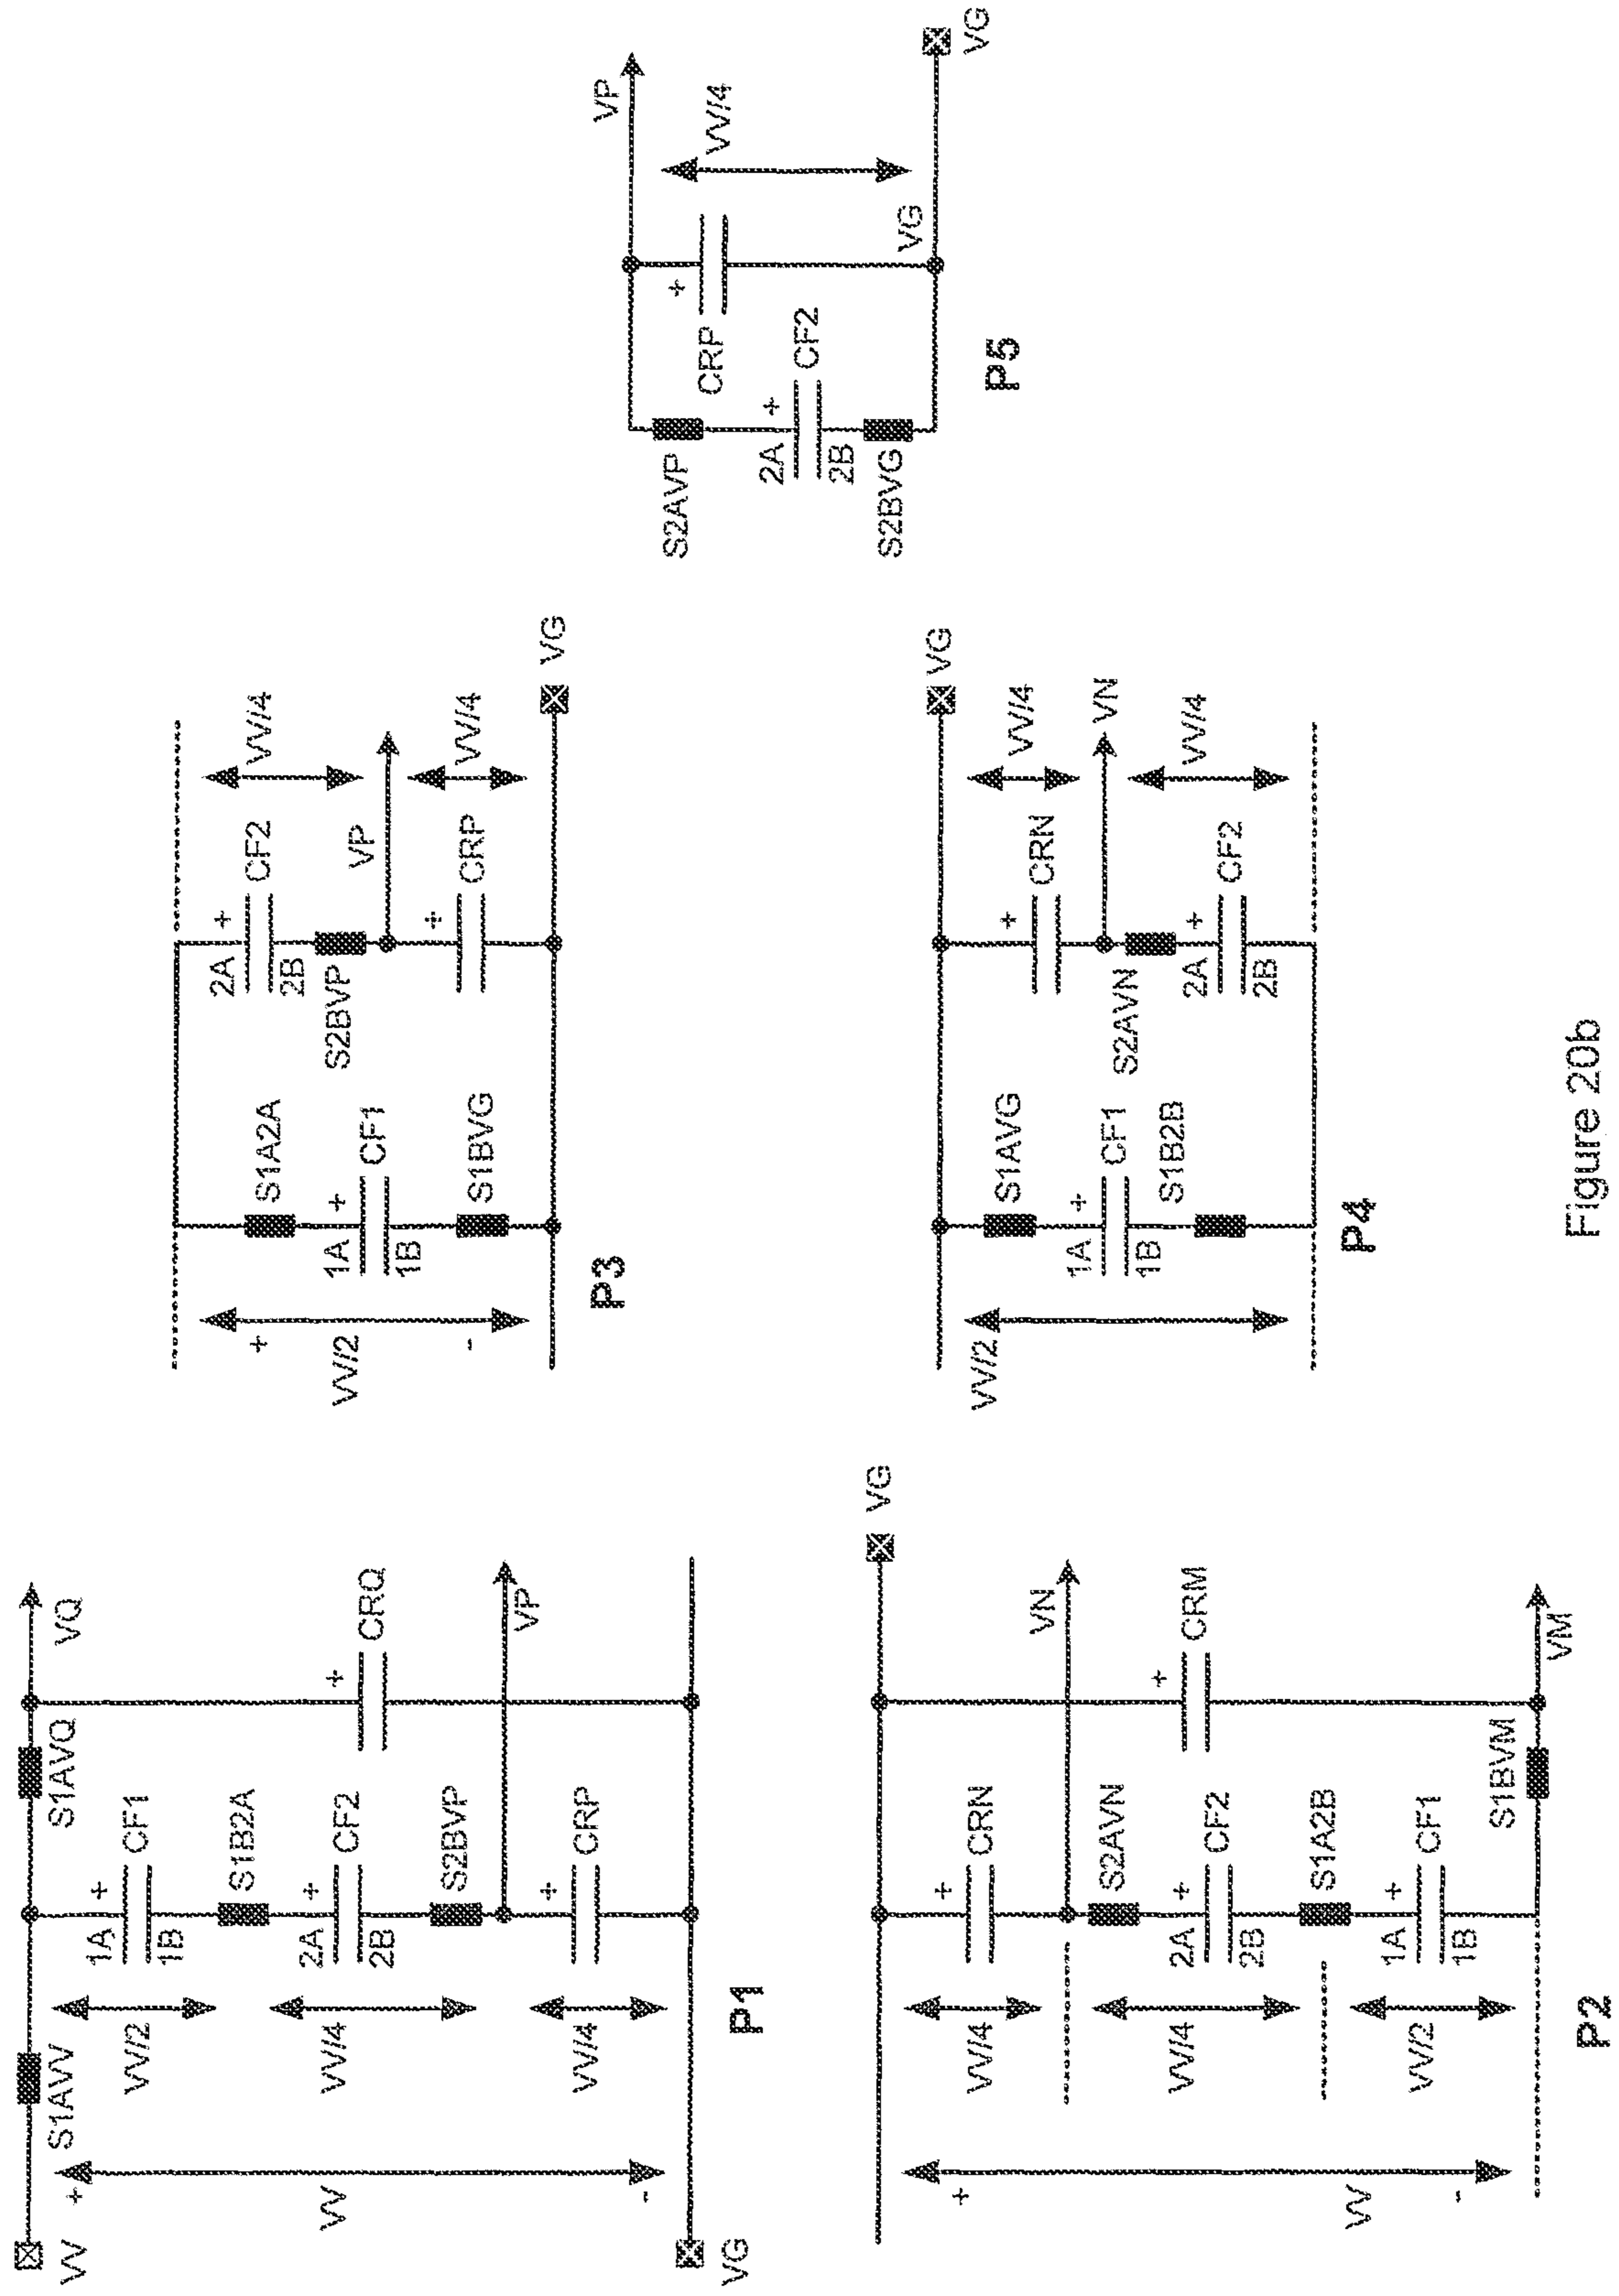 VV
+
VV
-
VG
S1AVV
S1AVQ
VQ
VV/2
1A
+
1B
CF1
S1B2A
VV/4
2A
+
2B
CF2
S2BVP
VP
VV/4
+
CRP
+
CRQ
P1
VG
+
VV
-
VV/4
+
CRN
VN
S2AVN
VV/4
2A
+
2B
CF2
S1A2B
VV/2
1A
+
1B
CF1
+
CRM
S1BVM
VM
P2
+
VV/2
-
S1A2A
1A
+
1B
CF1
S1BVG
2A
+
2B
CF2
S2BVP
VP
+
CRP
VV/4
VV/4
VG
P3
VV/2
S1AVG
1A
+
1B
CF1
S1B2B
+
CRN
S2AVN
2A
+
2B
CF2
VV/4
VN
VV/4
VG
P4
S2AVP
2A
+
2B
CF2
S2BVG
CRP
+
VP
VV/4
VG
VG
P5
Figure 20b